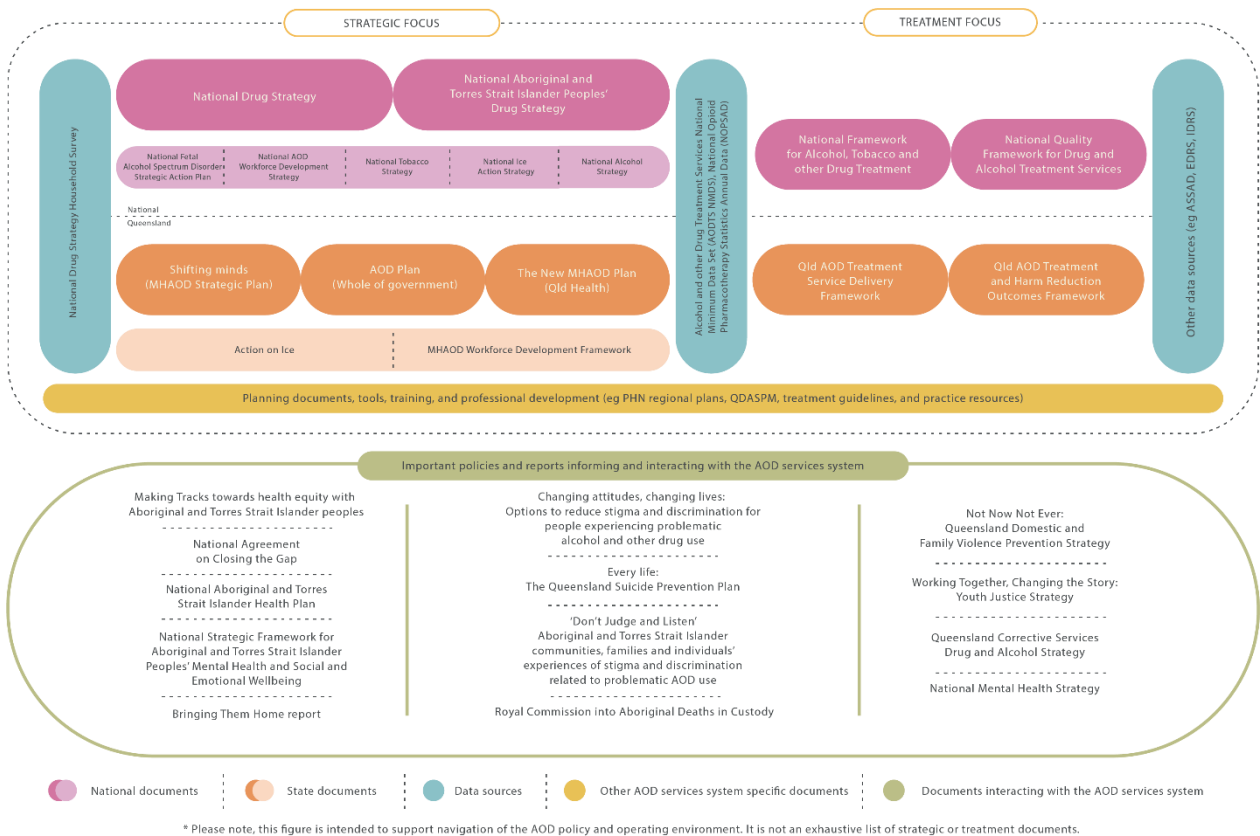 STRATEGIC FOCUS
TREATMENT FOCUS
National Drug Strategy Household Survey
National Drug Strategy
National Aboriginal and
Torres Strait Islander Peoples'
Drug Strategy
National Fetal
Alcohol Spectrum Disorder
Strategic Action Plan
National AOD
Workforce Development
Strategy
National Tobacco
Strategy
National Ice
Action Strategy
National Alcohol
Strategy
National
Queensland
Shifting minds
(MHAOD Strategic Plan)
AOD Plan
(Whole of government)
The New MHAOD Plan
(Qld Health)
Action on Ice
MHAOD Workforce Development Framework
Alcohol and other Drug Treatment Services National
Minimum Data Set (AODTS NMDS), National Opioid
Pharmacotherapy Statistics Annual Data (NOPSAD)
National Framework
for Alcohol, Tobacco and
other Drug Treatment
National Quality
Framework for Drug and
Alcohol Treatment Services
Qld AOD Treatment
Service Delivery
Framework
Qld AOD Treatment
and Harm Reduction
Outcomes Framework
Other data sources (eg ASSAD, EDRS, IDRS)
Planning documents, tools, training, and professional development (eg PHN regional plans, QDASPM, treatment guidelines, and practice resources)
Important policies and reports informing and interacting with the AOD services system
Making Tracks towards health equity with
Aboriginal and Torres Strait Islander peoples
National Agreement
on Closing the Gap
National Aboriginal and Torres
Strait Islander Health Plan
National Strategic Framework for
Aboriginal and Torres Strait Islander
Peoples' Mental Health and Social and
Emotional Wellbeing
Bringing Them Home report
Changing attitudes, changing lives:
Options to reduce stigma and discrimination for
people experiencing problematic
alcohol and other drug use
Every life:
The Queensland Suicide Prevention Plan
'Don't Judge and Listen'
Aboriginal and Torres Strait Islander
communities, families and individuals'
experiences of stigma and discrimination
related to problematic AOD use
Royal Commission into Aboriginal Deaths in Custody
Not Now Not Ever:
Queensland Domestic and
Family Violence Prevention Strategy
Working Together, Changing the Story:
Youth Justice Strategy
Queensland Corrective Services
Drug and Alcohol Strategy
National Mental Health Strategy
National documents
State documents
Data sources
Other AOD services system specific documents
Documents interacting with the AOD services system
* Please note, this figure is intended to support navigation of the AOD policy and operating environment. It is not an exhaustive list of strategic or treatment documents.